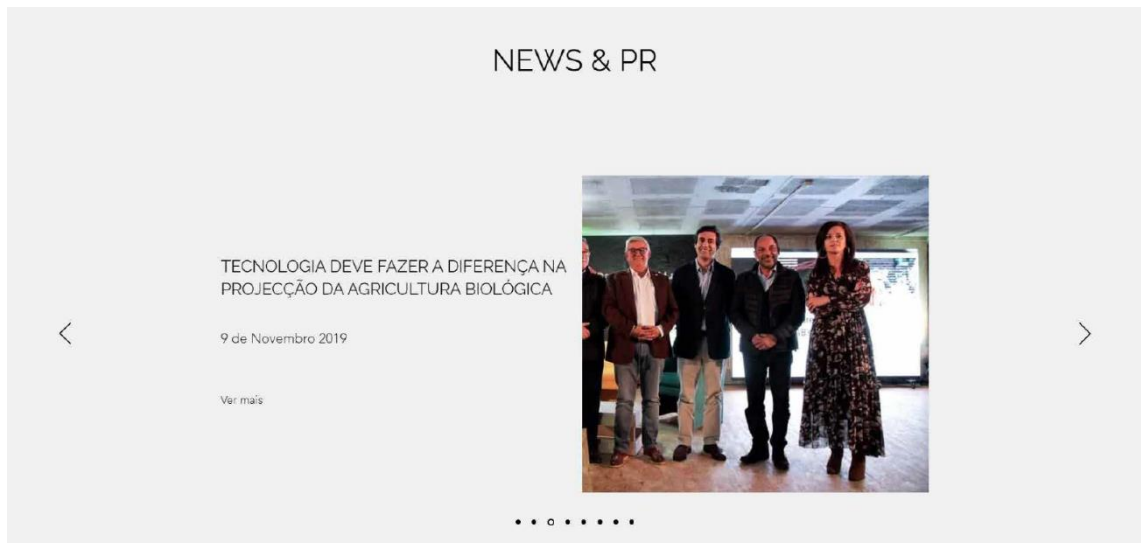 NEWS & PR
TECNOLOGIA DEVE FAZER A DIFERENÇA NA
PROJECÇÃO DA AGRICULTURA BIOLÓGICA
9 de Novembro 2019
Ver mais